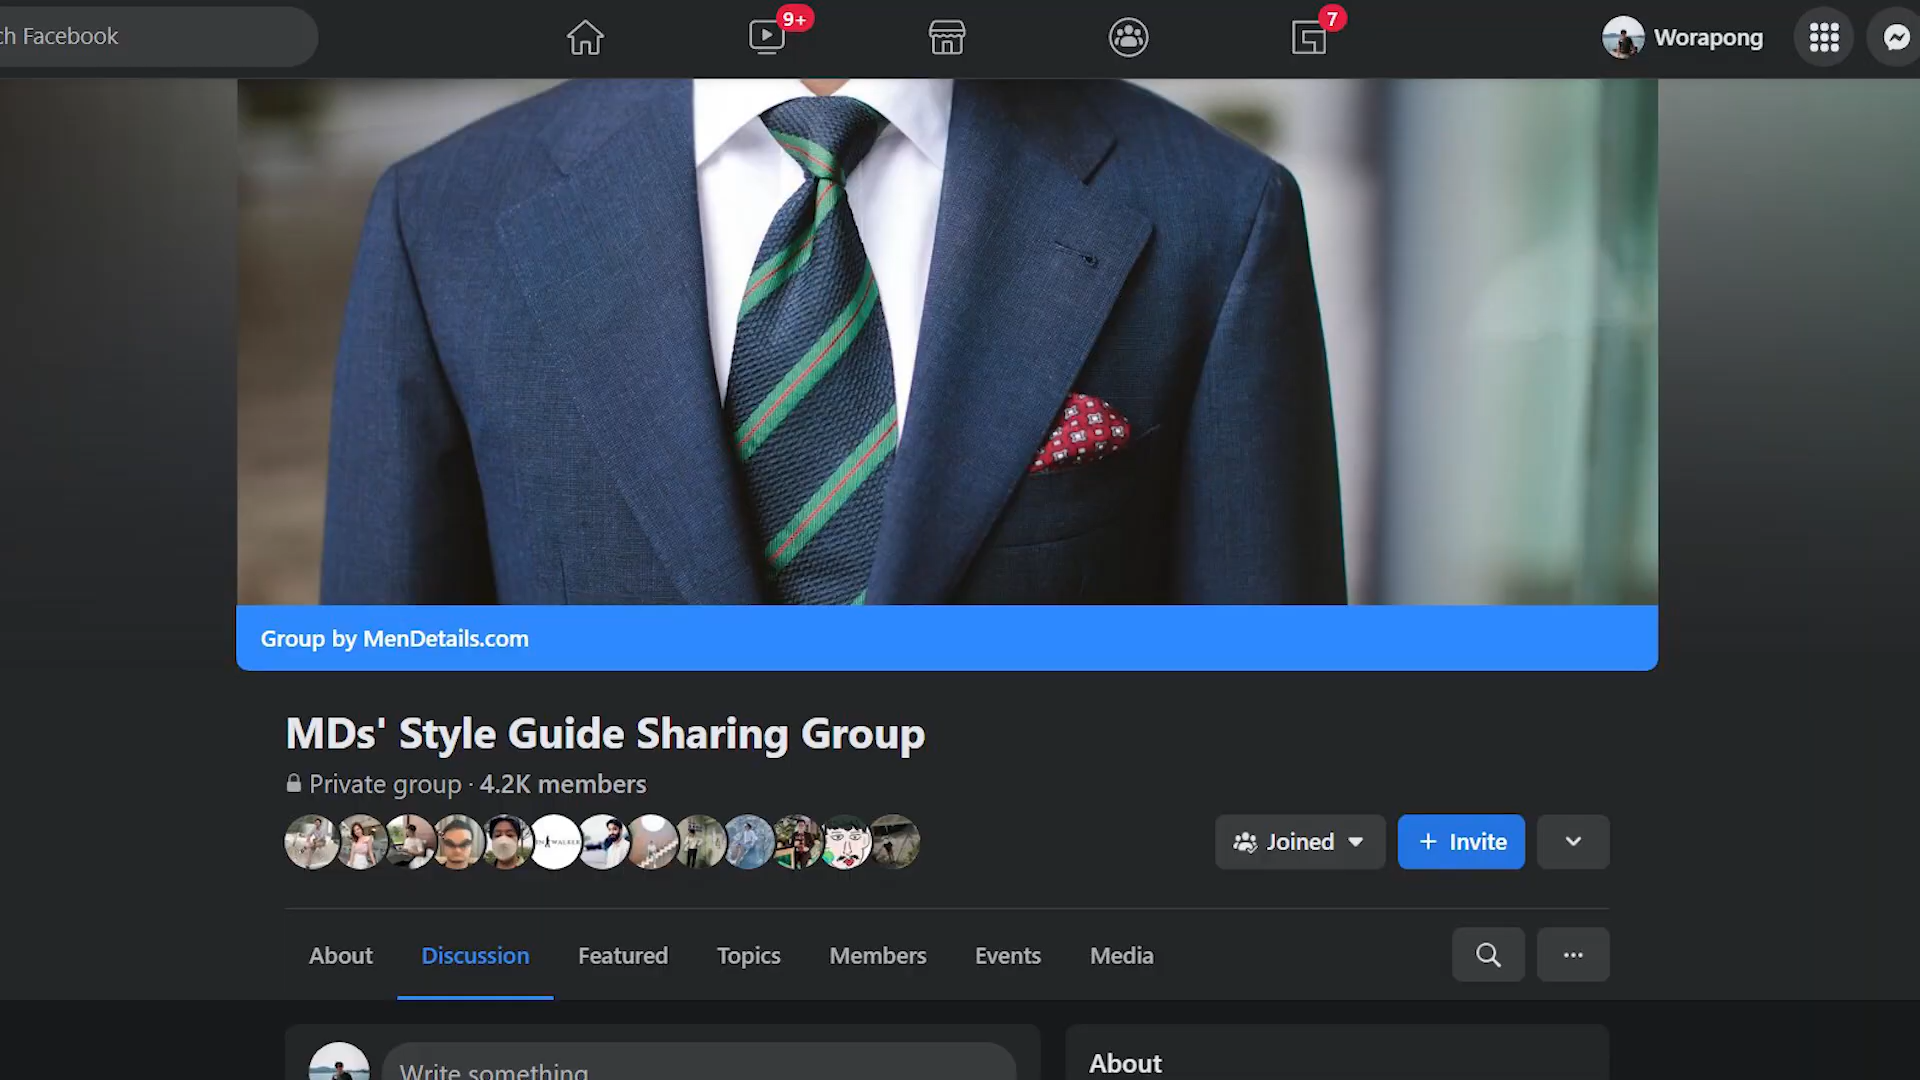 ch Facebook
9+
7
Worapong
Group by MenDetails.com
MDs' Style Guide Sharing Group
Private group · 4.2K members
Joined
+ Invite
About
Discussion
Featured
Topics
Members
Events
Media
Write something
About